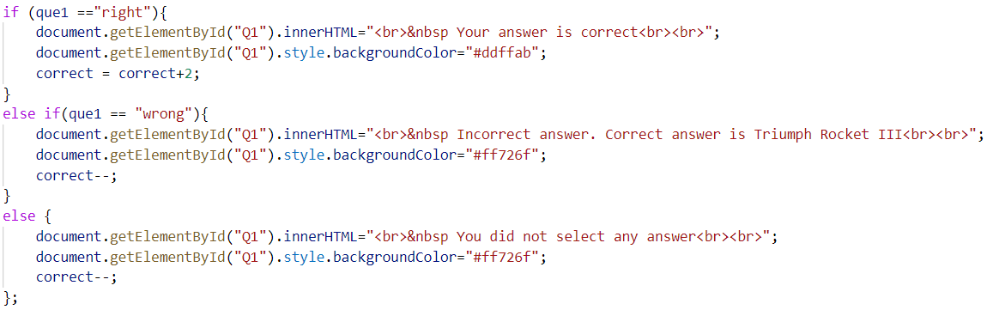 if (que1 =="right"){
    document.getElementById("Q1").innerHTML="<br>&nbsp Your answer is correct<br><br>";
    document.getElementById("Q1").style.backgroundColor="#ddffab";
    correct = correct+2;
}
else if(que1 == "wrong"){
    document.getElementById("Q1").innerHTML="<br>&nbsp Incorrect answer. Correct answer is Triumph Rocket III<br><br>";
    document.getElementById("Q1").style.backgroundColor="#ff726f";
    correct--;
}
else {
    document.getElementById("Q1").innerHTML="<br>&nbsp You did not select any answer<br><br>";
    document.getElementById("Q1").style.backgroundColor="#ff726f";
    correct--;
};